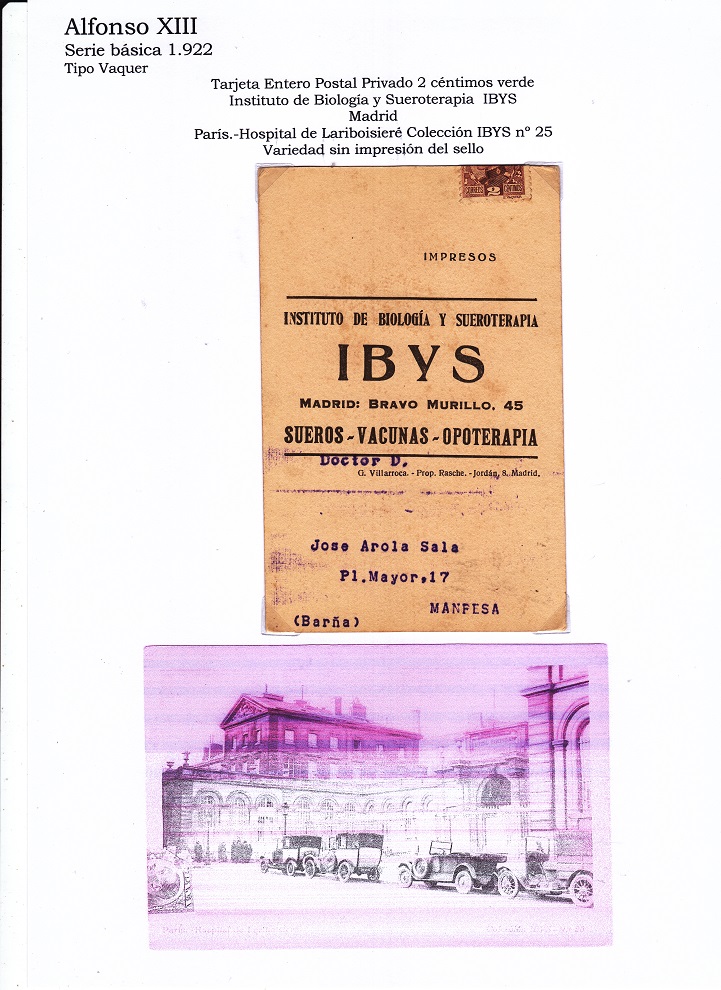 Alfonso XIII
Serie básica 1.922
Tipo Vaquer
Tarjeta Entero Postal Privado 2 céntimos verde
Instituto de Biología y Sueroterapia IBYS
Madrid
París.-Hospital de Lariboisieré Colección IBYS nº 25
Variedad sin impresión del sello
CORREOS 2 CENTIMOS
IMPRESOS
INSTITUTO DE BIOLOGÍA Y SUEROTERAPIA
IBYS
MADRID: BRAVO MURILLO, 45
SUEROS - VACUNAS - OPOTERAPIA
Doctor D.
G. Villarroca. - Prop. Rasche. - Jordán, 8. Madrid.
Jose Arola Sala
Pl.Mayor,17
MANRESA
(Barña)
París. Hospital
25